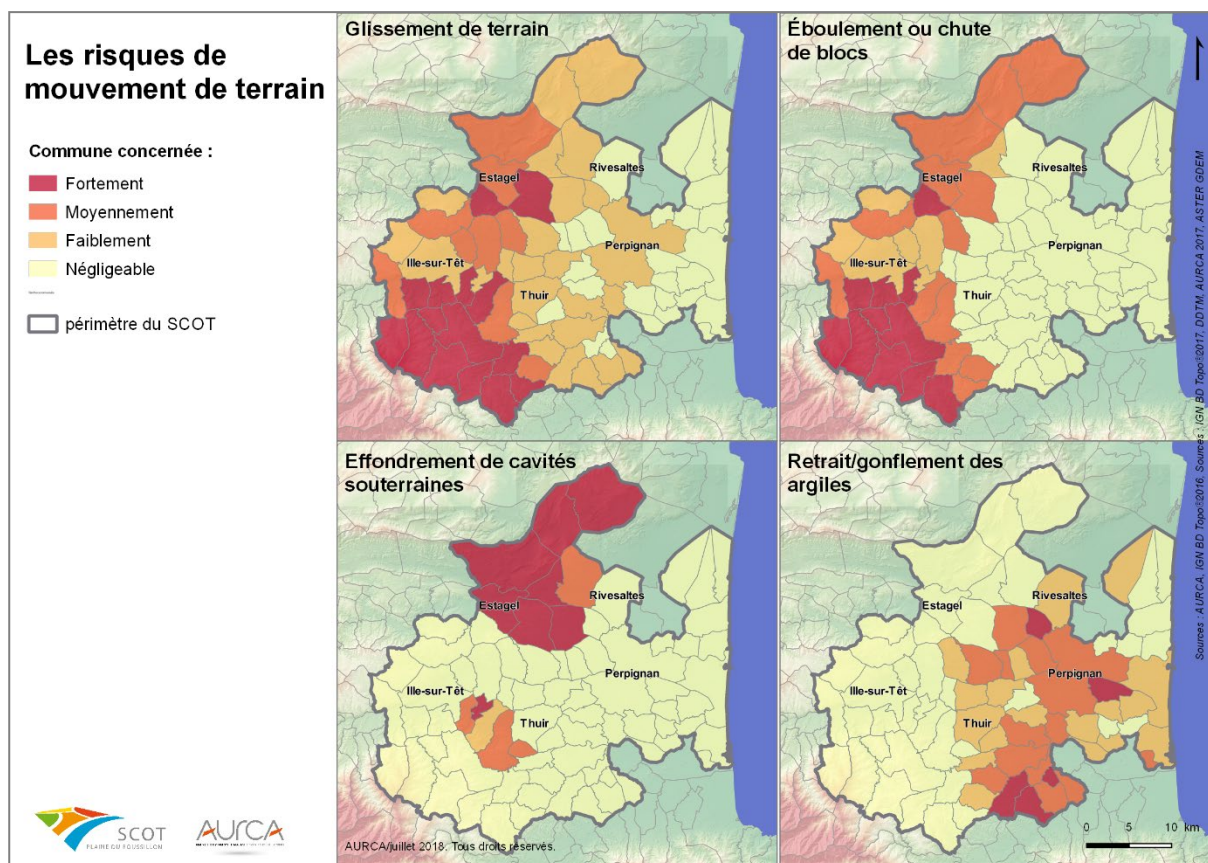 Les risques de
mouvement de terrain
Commune concernée :
Fortement
Moyennement
Faiblement
Négligeable
périmètre du SCOT
SCOT
PLAINE DU ROUSSILLON
AURCA
Glissement de terrain
Rivesaltes
Estagel
Perpignan
Ille-sur-Têt
Thuir
Éboulement ou chute
de blocs
Rivesaltes
Estagel
Perpignan
Ille-sur-Têt
Thuir
Effondrement de cavités
souterraines
Rivesaltes
Estagel
Perpignan
Ille-sur-Têt
Thuir
AURCA/juillet 2018. Tous droits réservés.
Retrait/gonflement des
argiles
Rivesaltes
Estagel
Perpignan
Ille-sur-Têt
Thuir
0 5 10 km
Sources : AURCA, IGN BD Topo®2016, Sources : IGN BD Topo®2017, DDTM, AURCA 2017, ASTER GDEM